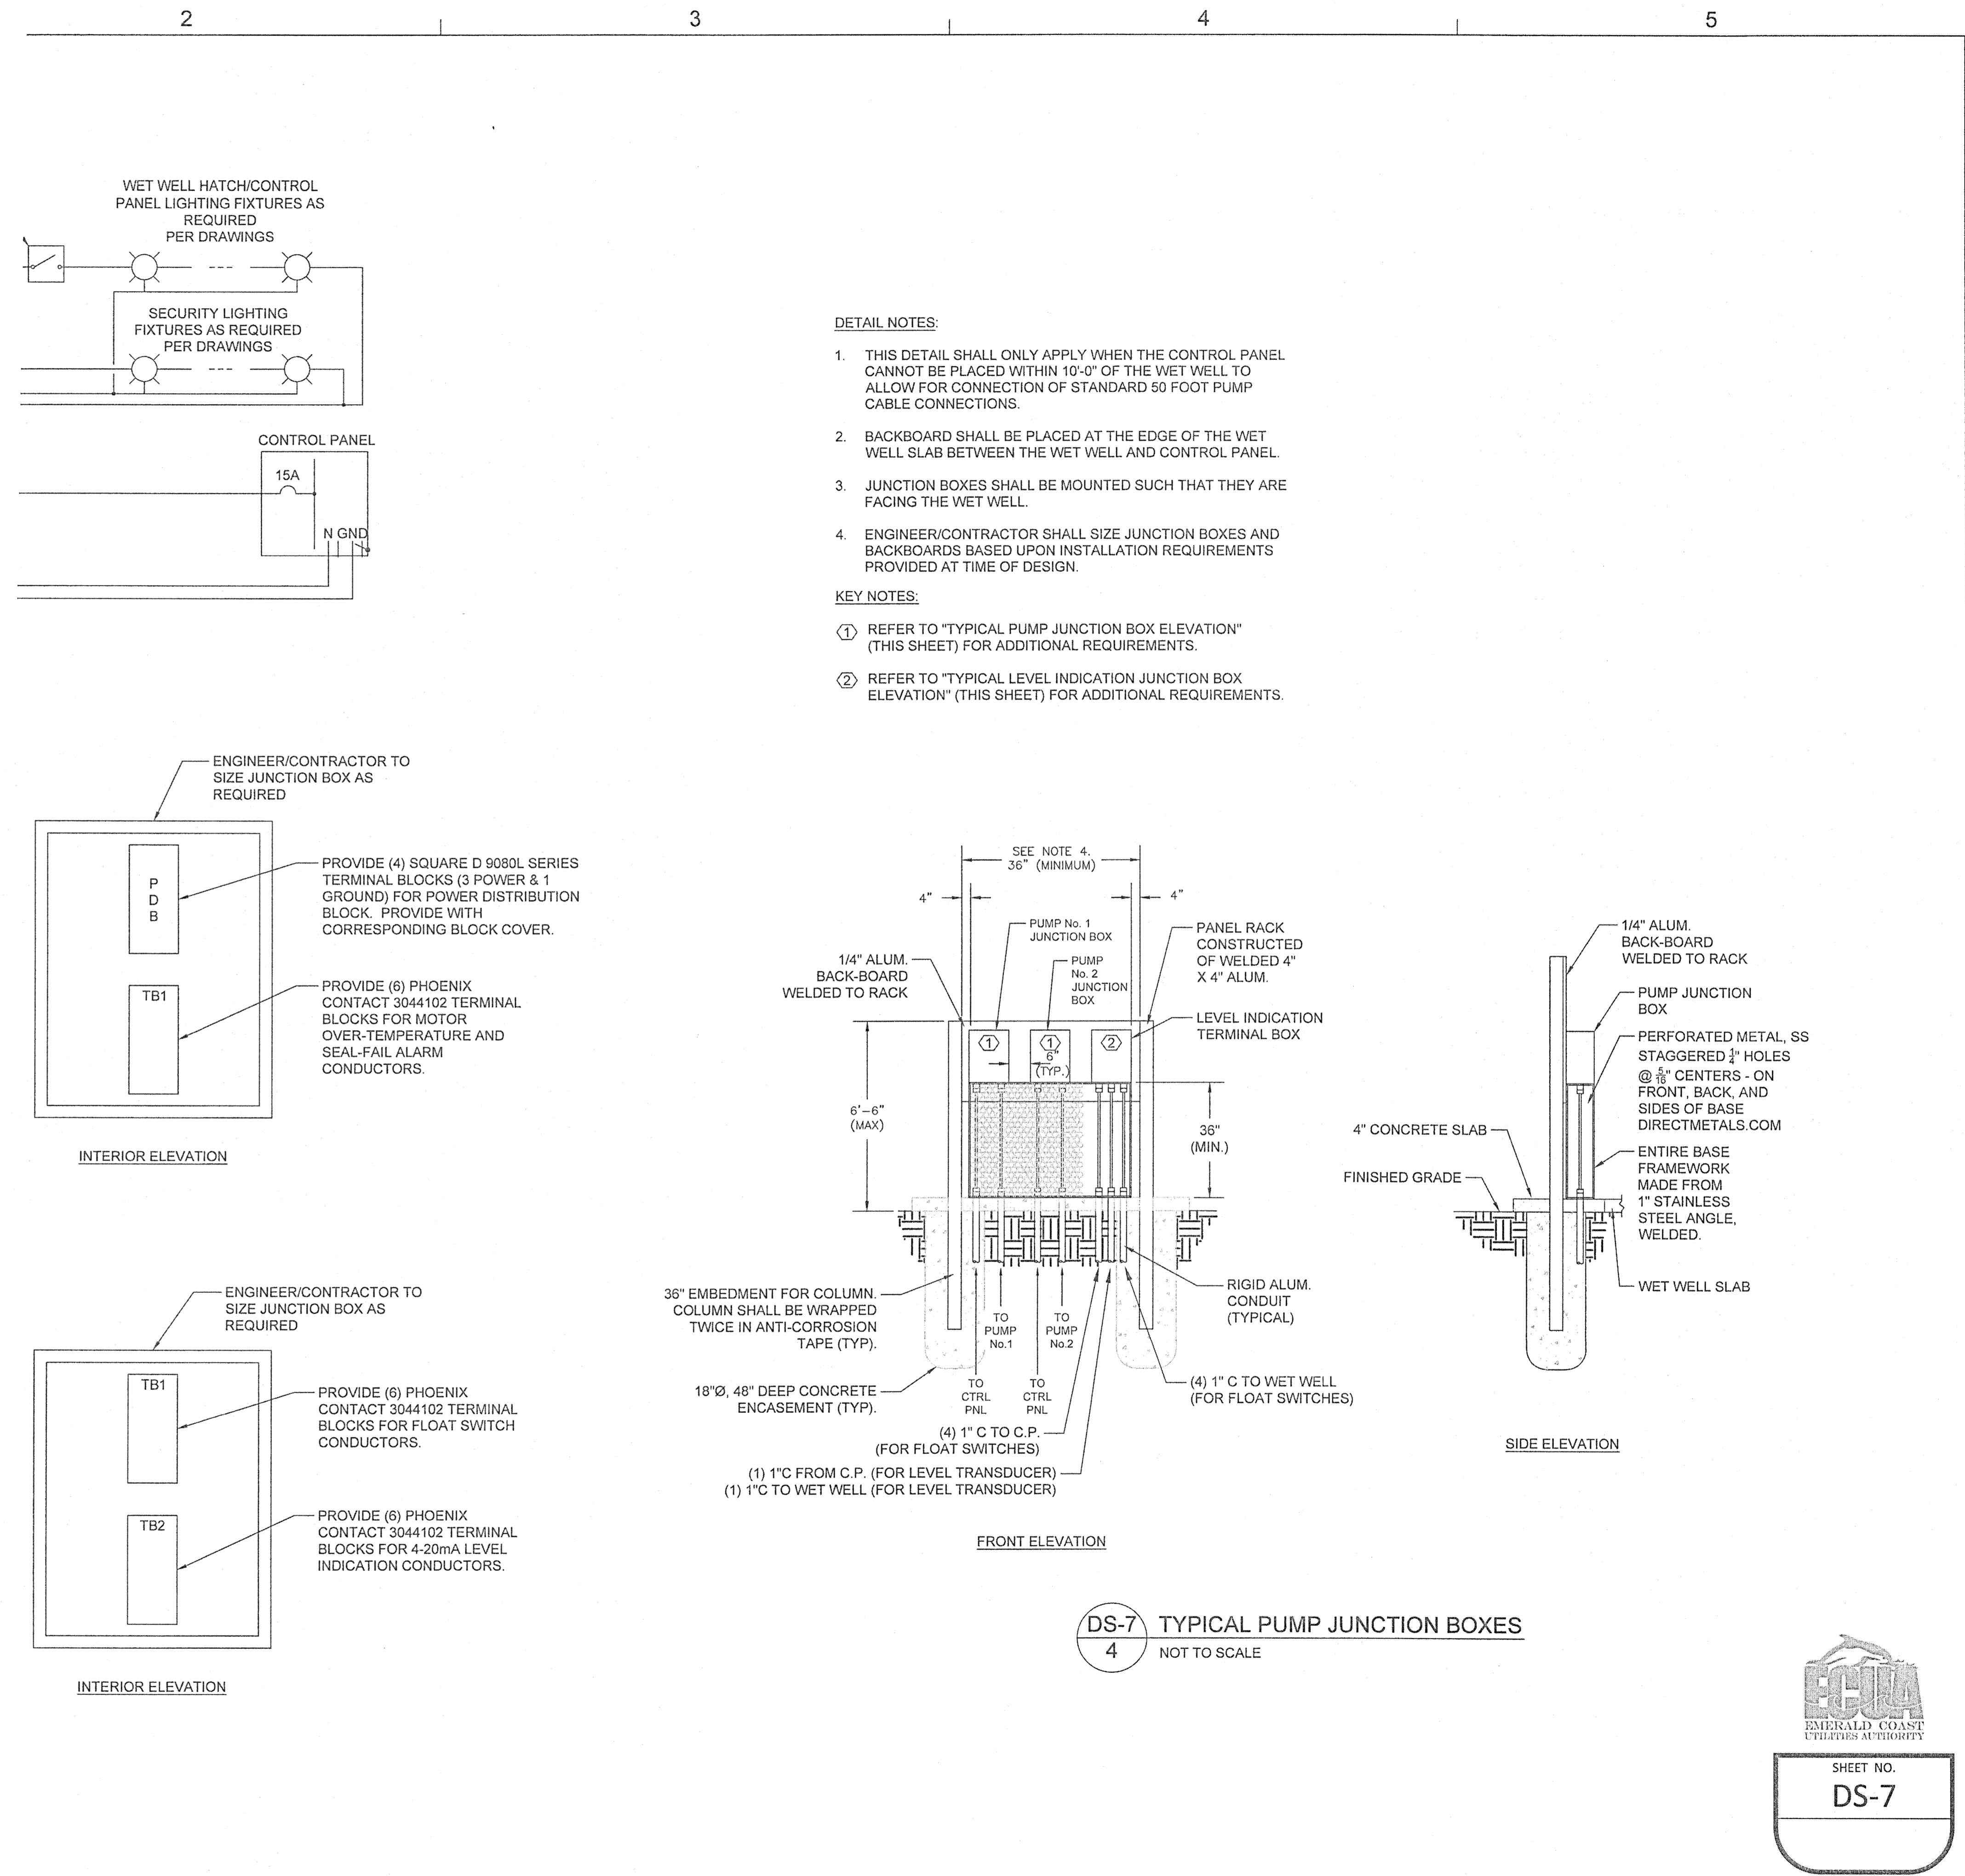 2
3
4
5
WET WELL HATCH/CONTROL
PANEL LIGHTING FIXTURES AS
REQUIRED
PER DRAWINGS
SECURITY LIGHTING
FIXTURES AS REQUIRED
PER DRAWINGS
CONTROL PANEL
15A
N GND
DETAIL NOTES:
1. THIS DETAIL SHALL ONLY APPLY WHEN THE CONTROL PANEL
CANNOT BE PLACED WITHIN 10'-0" OF THE WET WELL TO
ALLOW FOR CONNECTION OF STANDARD 50 FOOT PUMP
CABLE CONNECTIONS.
2. BACKBOARD SHALL BE PLACED AT THE EDGE OF THE WET
WELL SLAB BETWEEN THE WET WELL AND CONTROL PANEL.
3. JUNCTION BOXES SHALL BE MOUNTED SUCH THAT THEY ARE
FACING THE WET WELL.
4. ENGINEER/CONTRACTOR SHALL SIZE JUNCTION BOXES AND
BACKBOARDS BASED UPON INSTALLATION REQUIREMENTS
PROVIDED AT TIME OF DESIGN.
KEY NOTES:
1 REFER TO "TYPICAL PUMP JUNCTION BOX ELEVATION"
(THIS SHEET) FOR ADDITIONAL REQUIREMENTS.
2 REFER TO "TYPICAL LEVEL INDICATION JUNCTION BOX
ELEVATION" (THIS SHEET) FOR ADDITIONAL REQUIREMENTS.
ENGINEER/CONTRACTOR TO
SIZE JUNCTION BOX AS
REQUIRED
P
D
B
PROVIDE (4) SQUARE D 9080L SERIES
TERMINAL BLOCKS (3 POWER & 1
GROUND) FOR POWER DISTRIBUTION
BLOCK. PROVIDE WITH
CORRESPONDING BLOCK COVER.
TB1
PROVIDE (6) PHOENIX
CONTACT 3044102 TERMINAL
BLOCKS FOR MOTOR
OVER-TEMPERATURE AND
SEAL-FAIL ALARM
CONDUCTORS.
INTERIOR ELEVATION
ENGINEER/CONTRACTOR TO
SIZE JUNCTION BOX AS
REQUIRED
TB1
PROVIDE (6) PHOENIX
CONTACT 3044102 TERMINAL
BLOCKS FOR FLOAT SWITCH
CONDUCTORS.
TB2
PROVIDE (6) PHOENIX
CONTACT 3044102 TERMINAL
BLOCKS FOR 4-20mA LEVEL
INDICATION CONDUCTORS.
INTERIOR ELEVATION
SEE NOTE 4.
36" (MINIMUM)
4"
4"
PUMP No. 1
JUNCTION BOX
PUMP
No. 2
JUNCTION
BOX
1/4" ALUM.
BACK-BOARD
WELDED TO RACK
PANEL RACK
CONSTRUCTED
OF WELDED 4"
X 4" ALUM.
LEVEL INDICATION
TERMINAL BOX
1
1
2
6"
(TYP.)
6'-6"
(MAX)
36"
(MIN.)
36" EMBEDMENT FOR COLUMN.
COLUMN SHALL BE WRAPPED
TWICE IN ANTI-CORROSION
TAPE (TYP).
18"Ø, 48" DEEP CONCRETE
ENCASEMENT (TYP).
TO
PUMP
No.1
TO
PUMP
No.2
TO
CTRL
PNL
TO
CTRL
PNL
RIGID ALUM.
CONDUIT
(TYPICAL)
(4) 1" C TO WET WELL
(FOR FLOAT SWITCHES)
(4) 1" C TO C.P.
(FOR FLOAT SWITCHES)
(1) 1"C FROM C.P. (FOR LEVEL TRANSDUCER)
(1) 1"C TO WET WELL (FOR LEVEL TRANSDUCER)
FRONT ELEVATION
1/4" ALUM.
BACK-BOARD
WELDED TO RACK
PUMP JUNCTION
BOX
PERFORATED METAL, SS
STAGGERED 1/4" HOLES
@ 5/16" CENTERS - ON
FRONT, BACK, AND
SIDES OF BASE
DIRECTMETALS.COM
4" CONCRETE SLAB
FINISHED GRADE
ENTIRE BASE
FRAMEWORK
MADE FROM
1" STAINLESS
STEEL ANGLE,
WELDED.
WET WELL SLAB
SIDE ELEVATION
DS-7
4
TYPICAL PUMP JUNCTION BOXES
NOT TO SCALE
ECUA
EMERALD COAST
UTILITIES AUTHORITY
SHEET NO.
DS-7